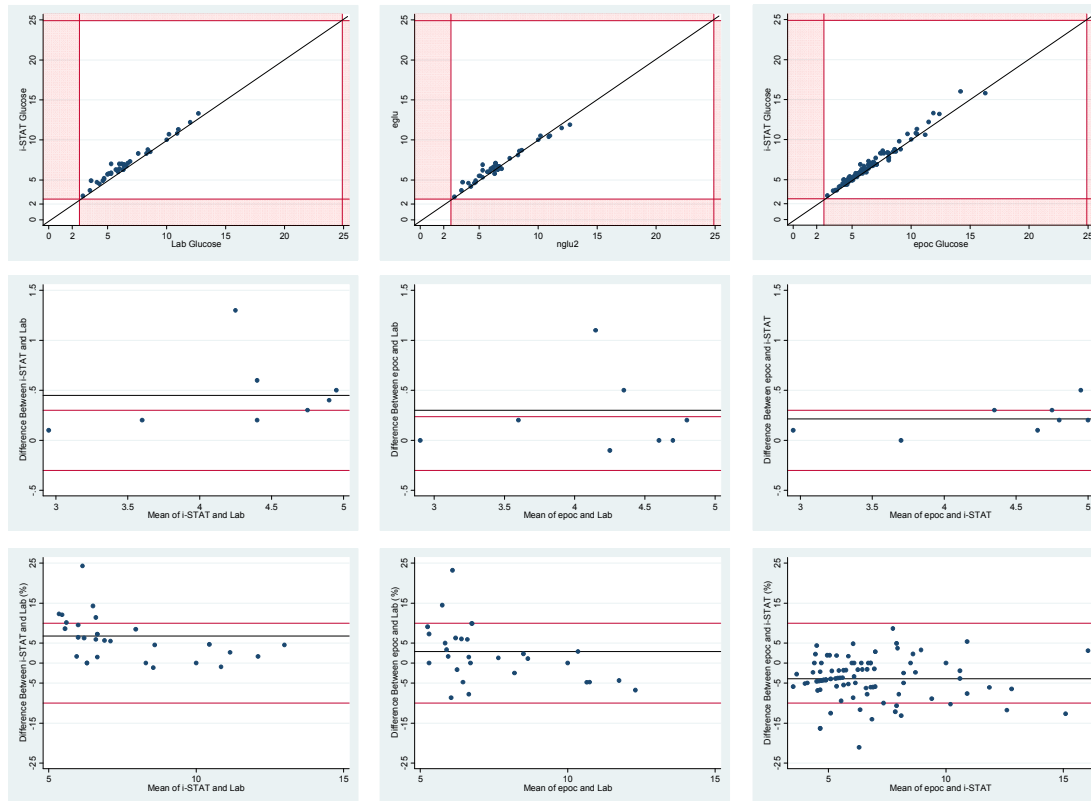 i-STAT Glucose
0 2 5 10 15 20 25
0 2 5 10 15 20 25
Lab Glucose
eglu
0 2 5 10 15 20 25
0 2 5 10 15 20 25
nglu2
i-STAT Glucose
0 2 5 10 15 20 25
0 2 5 10 15 20 25
epoc Glucose
Difference Between i-STAT and Lab
-.5 0 .5 1 1.5
3 3.5 4 4.5 5
Mean of i-STAT and Lab
Difference Between epoc and Lab
-.5 0 .5 1 1.5
3 3.5 4 4.5 5
Mean of epoc and Lab
Difference Between epoc and i-STAT
-.5 0 .5 1 1.5
3 3.5 4 4.5 5
Mean of epoc and i-STAT
Difference Between i-STAT and Lab (%)
-25 -15 -5 0 5 15 25
5 10 15
Mean of i-STAT and Lab
Difference Between epoc and Lab (%)
-25 -15 -5 0 5 15 25
5 10 15
Mean of epoc and Lab
Difference Between epoc and i-STAT (%)
-25 -15 -5 0 5 15 25
5 10 15
Mean of epoc and i-STAT